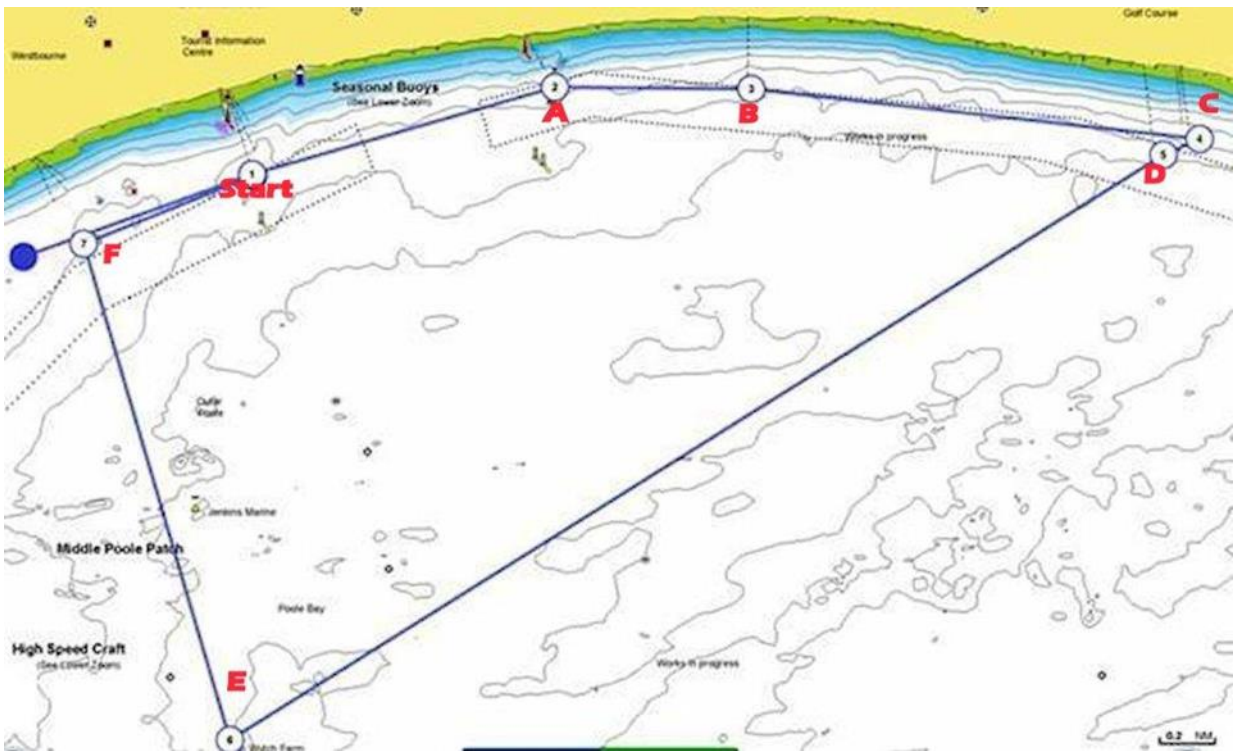 Golf Course
Westbourne
Tourist Information
Centre
Seasonal Buoys
(See Lower Zoom)
2
3
A
B
C
Works in progress
4
5
D
1
Start
7
F
Outer
Poole
Jenkins Marine
Middle Poole Patch
Poole Bay
High Speed Craft
(See Lower Zoom)
Works in progress
E
6
0.2 NM